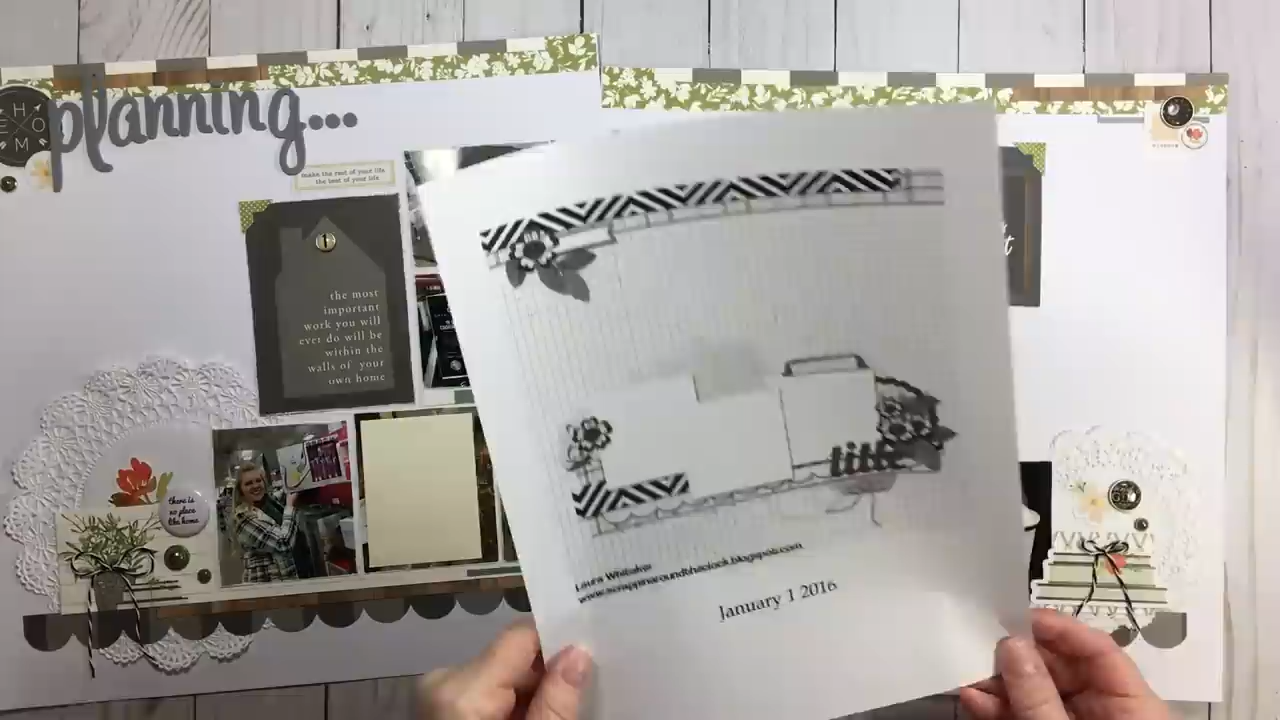 planning...
HOME
make the rest of your life
the best of your life
the most
important
work you will
ever do will be
within the
walls of your
own home
there is
no place
like home
title
Laura Whitaker
www.scrappinaroundtheclock.blogspot.com
January 1 2016